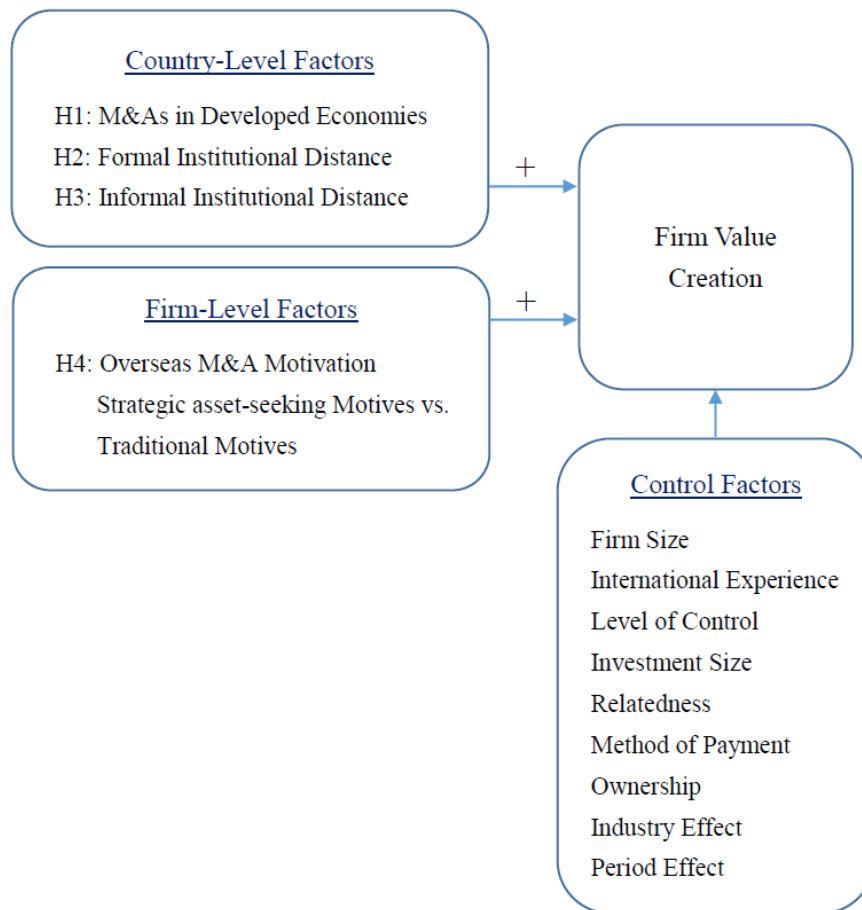 Country-Level Factors
H1: M&As in Developed Economies
H2: Formal Institutional Distance
H3: Informal Institutional Distance
+
Firm Value
Creation
Firm-Level Factors
H4: Overseas M&A Motivation
Strategic asset-seeking Motives vs.
Traditional Motives
+
Control Factors
Firm Size
International Experience
Level of Control
Investment Size
Relatedness
Method of Payment
Ownership
Industry Effect
Period Effect